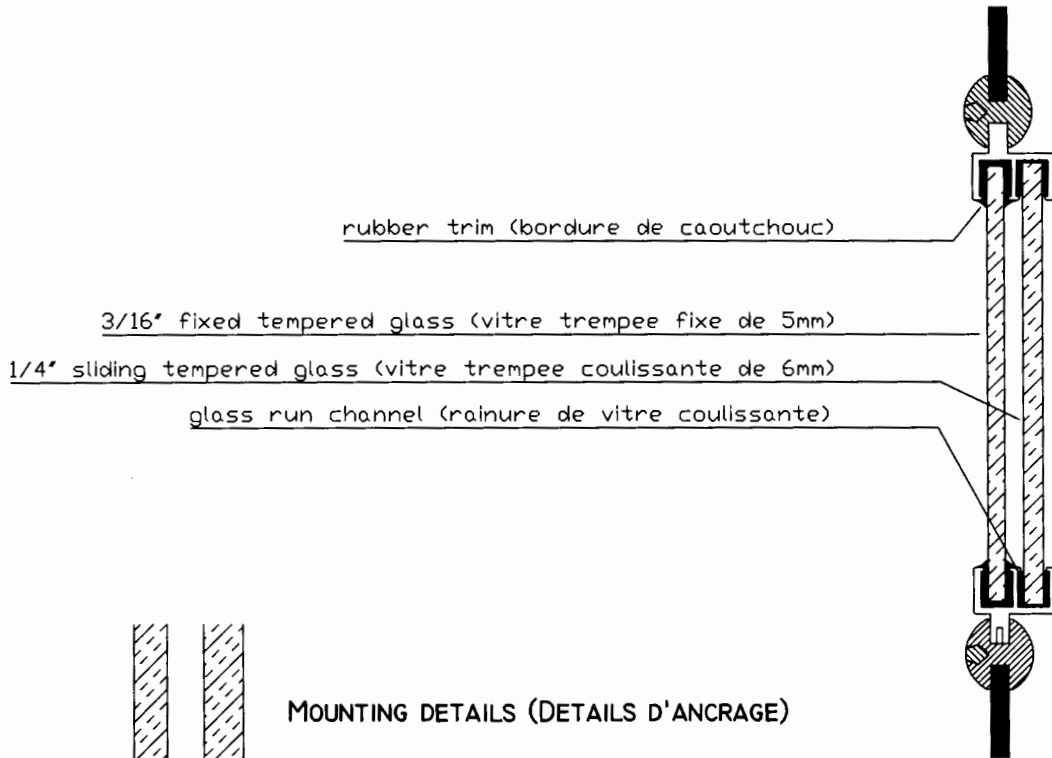 rubber trim (bordure de caoutchouc)
3/16" fixed tempered glass (vitre trempee fixe de 5mm)
1/4" sliding tempered glass (vitre trempee coulissante de 6mm)
glass run channel (rainure de vitre coulissante)
MOUNTING DETAILS (DETAILS D'ANCRAGE)